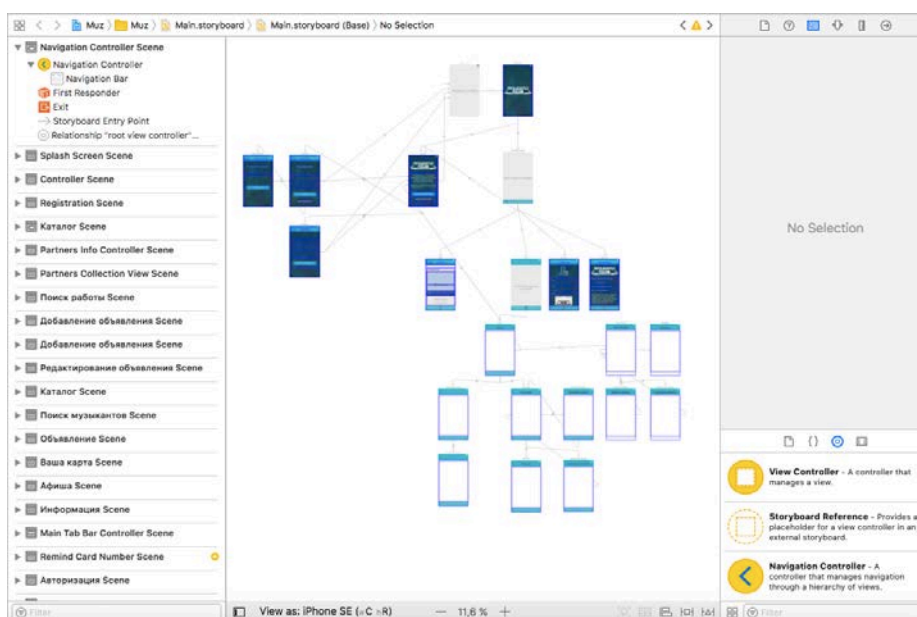 Muz 〉 Muz 〉 Main.storyboard 〉 Main.storyboard (Base) 〉 No Selection
Navigation Controller Scene
Navigation Controller
Navigation Bar
First Responder
Exit
Storyboard Entry Point
Relationship "root view controller"...
Splash Screen Scene
Controller Scene
Registration Scene
Каталог Scene
Partners Info Controller Scene
Partners Collection View Scene
Поиск работы Scene
Добавление объявления Scene
Добавление объявления Scene
Редактирование объявления Scene
Каталог Scene
Поиск музыкантов Scene
Объявление Scene
Ваша карта Scene
Афиша Scene
Информация Scene
Main Tab Bar Controller Scene
Remind Card Number Scene
Авторизация Scene
Filter
View as: iPhone SE (wC hR)
— 11,6 % +
No Selection
{}
View Controller - A controller that
manages a view.
Storyboard Reference - Provides a
placeholder for a view controller in an
external storyboard.
Navigation Controller - A
controller that manages navigation
through a hierarchy of views.
Filter